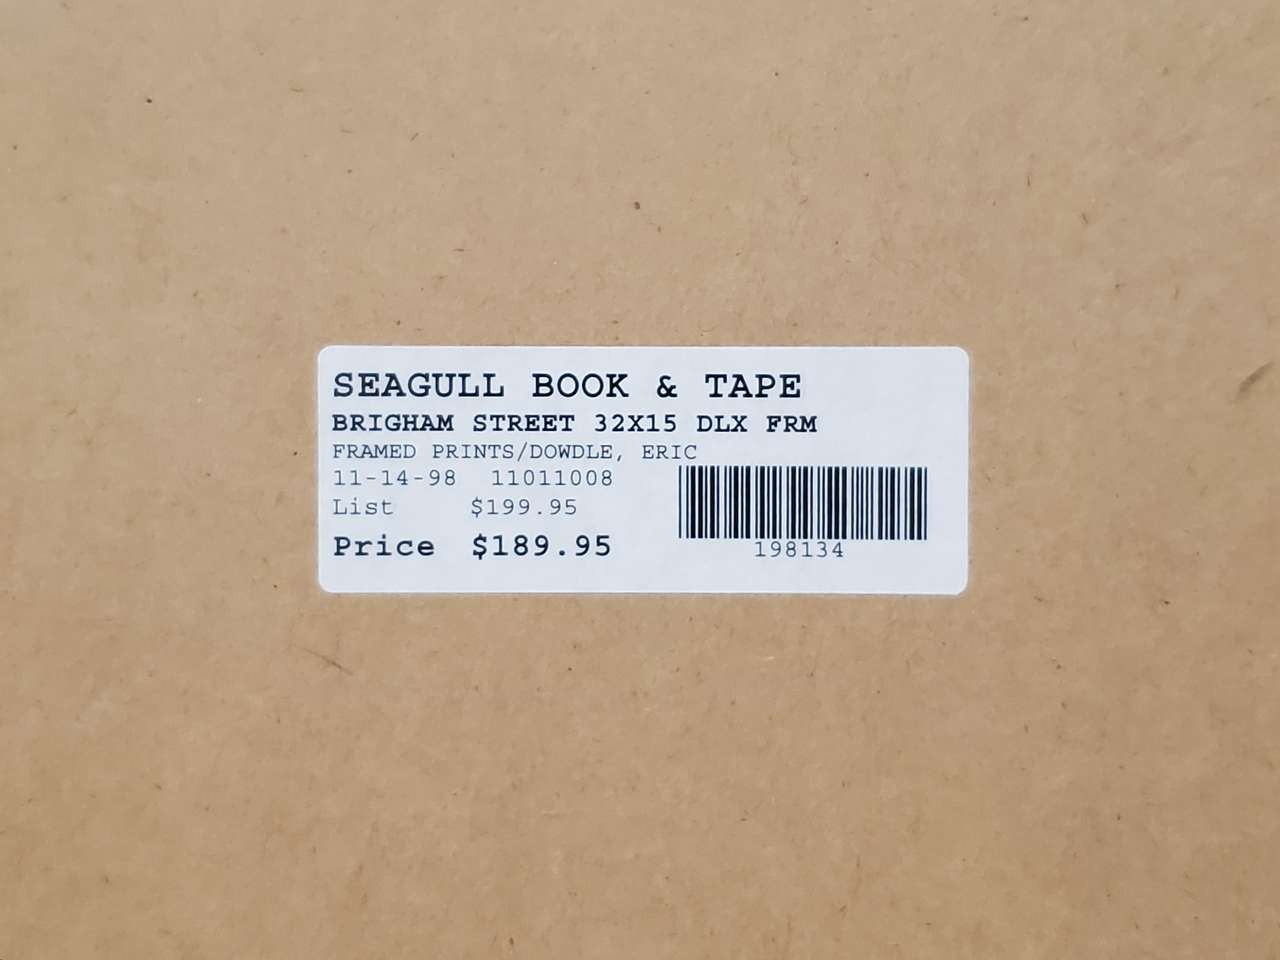 SEAGULL BOOK & TAPE
BRIGHAM STREET 32X15 DLX FRM
FRAMED PRINTS/DOWDLE, ERIC
11-14-98 11011008
List $199.95
Price $189.95
198134